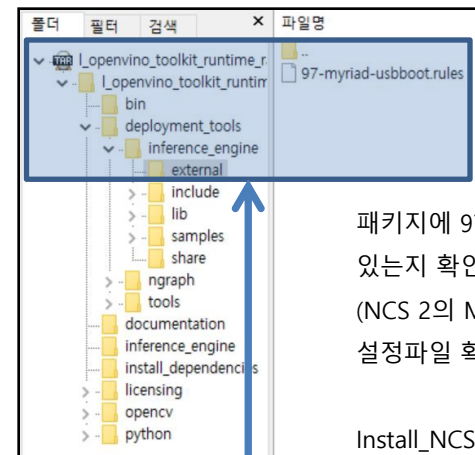 폴더 필터 검색 × 파일명
l_openvino_toolkit_runtime_r
l_openvino_toolkit_runtim
bin
deployment_tools
inference_engine
external
include
lib
samples
share
ngraph
tools
documentation
inference_engine
install_dependencies
licensing
opencv
python
..
97-myriad-usbboot.rules
패키지에 9
있는지 확인
(NCS 2의 M
설정파일 확
Install_NCS